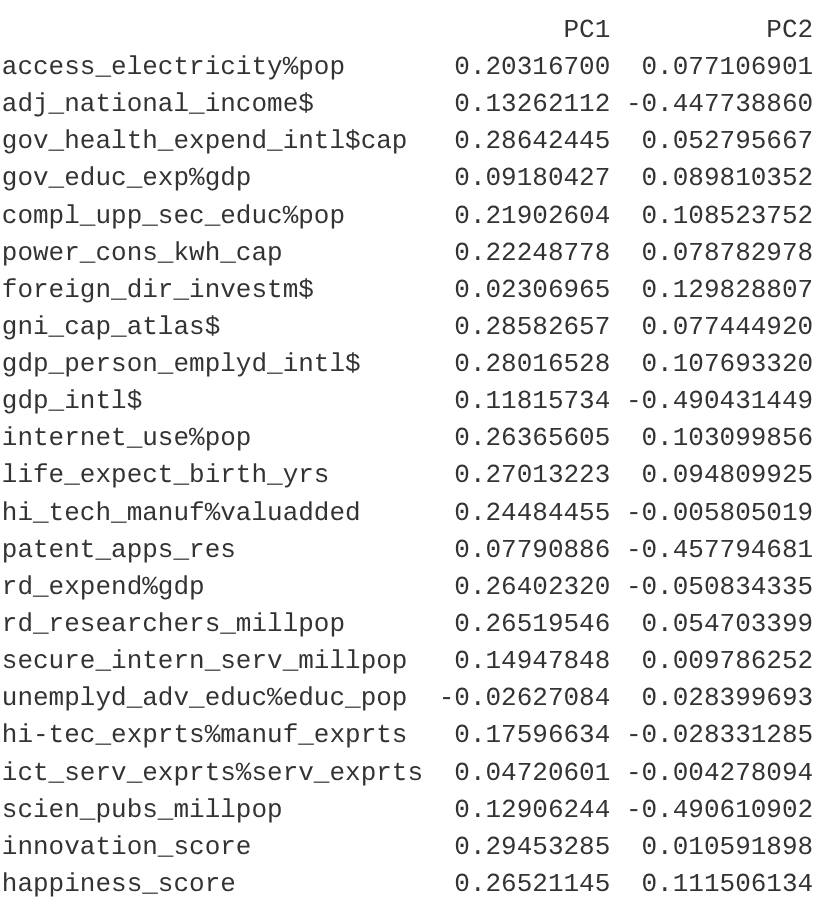 PC1 PC2
access_electricity%pop 0.20316700 0.077106901
adj_national_income$ 0.13262112 -0.447738860
gov_health_expend_intl$cap 0.28642445 0.052795667
gov_educ_exp%gdp 0.09180427 0.089810352
compl_upp_sec_educ%pop 0.21902604 0.108523752
power_cons_kwh_cap 0.22248778 0.078782978
foreign_dir_investm$ 0.02306965 0.129828807
gni_cap_atlas$ 0.28582657 0.077444920
gdp_person_emplyd_intl$ 0.28016528 0.107693320
gdp_intl$ 0.11815734 -0.490431449
internet_use%pop 0.26365605 0.103099856
life_expect_birth_yrs 0.27013223 0.094809925
hi_tech_manuf%valuadded 0.24484455 -0.005805019
patent_apps_res 0.07790886 -0.457794681
rd_expend%gdp 0.26402320 -0.050834335
rd_researchers_millpop 0.26519546 0.054703399
secure_intern_serv_millpop 0.14947848 0.009786252
unemplyd_adv_educ%educ_pop -0.02627084 0.028399693
hi-tec_exprts%manuf_exprts 0.17596634 -0.028331285
ict_serv_exprts%serv_exprts 0.04720601 -0.004278094
scien_pubs_millpop 0.12906244 -0.490610902
innovation_score 0.29453285 0.010591898
happiness_score 0.26521145 0.111506134